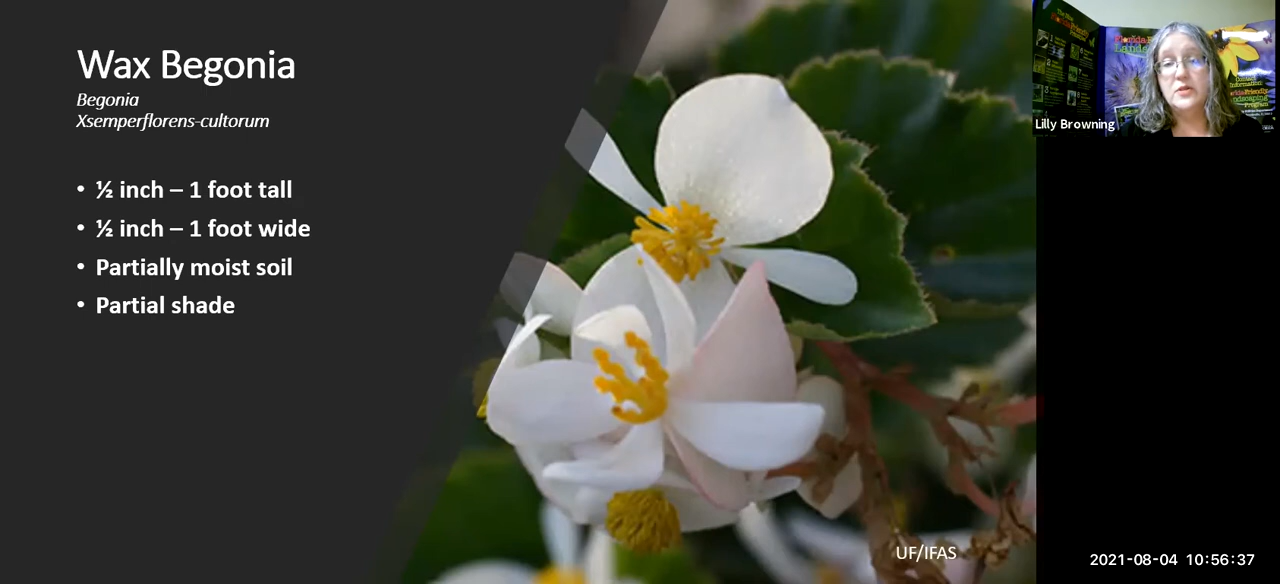 Wax Begonia
Begonia
Xsemperflorens-cultorum
• ½ inch – 1 foot tall
• ½ inch – 1 foot wide
• Partially moist soil
• Partial shade
UF/IFAS
Lilly Browning
2021-08-04 10:56:37